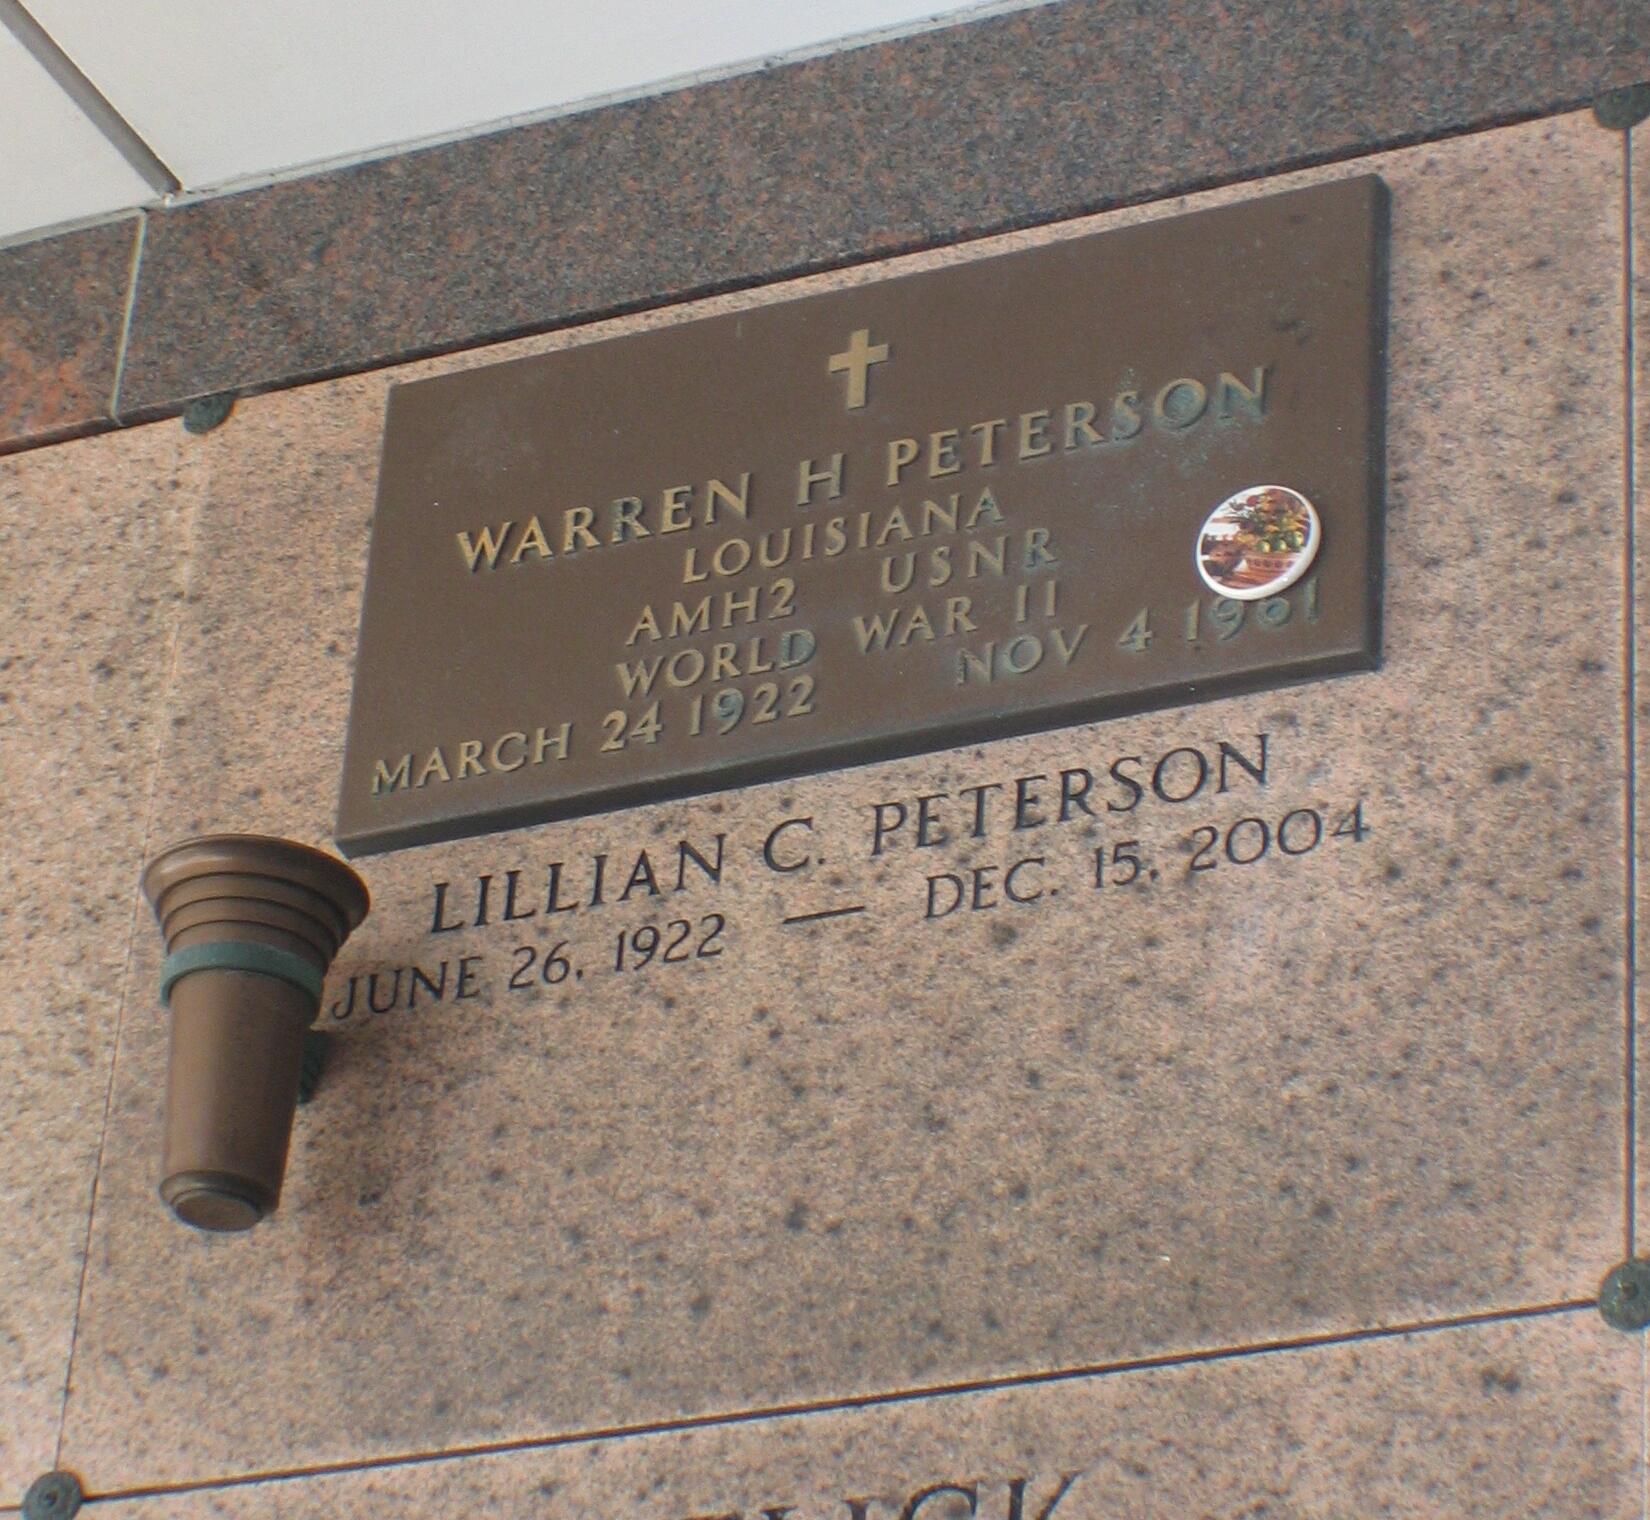 WARREN H PETERSON
LOUISIANA
AMH2 USNR
WORLD WAR II
MARCH 24 1922 NOV 4 1961
LILLIAN C. PETERSON
JUNE 26, 1922 — DEC. 15, 2004